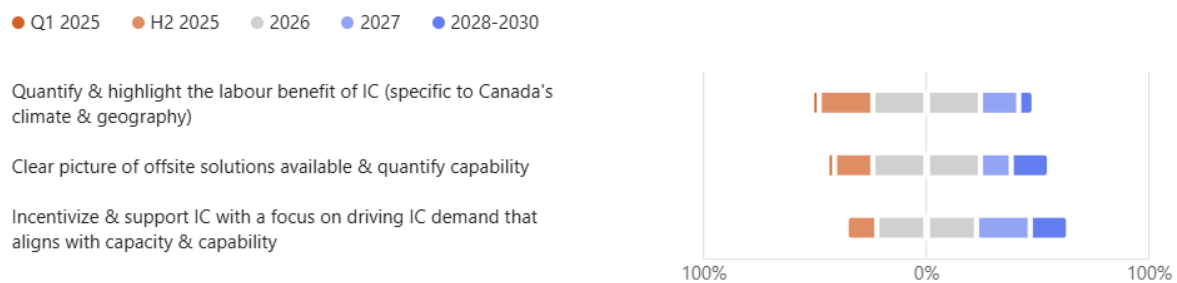 Q1 2025 H2 2025 2026 2027 2028-2030
Quantify & highlight the labour benefit of IC (specific to Canada's
climate & geography)
Clear picture of offsite solutions available & quantify capability
Incentivize & support IC with a focus on driving IC demand that
aligns with capacity & capability
100% 0% 100%